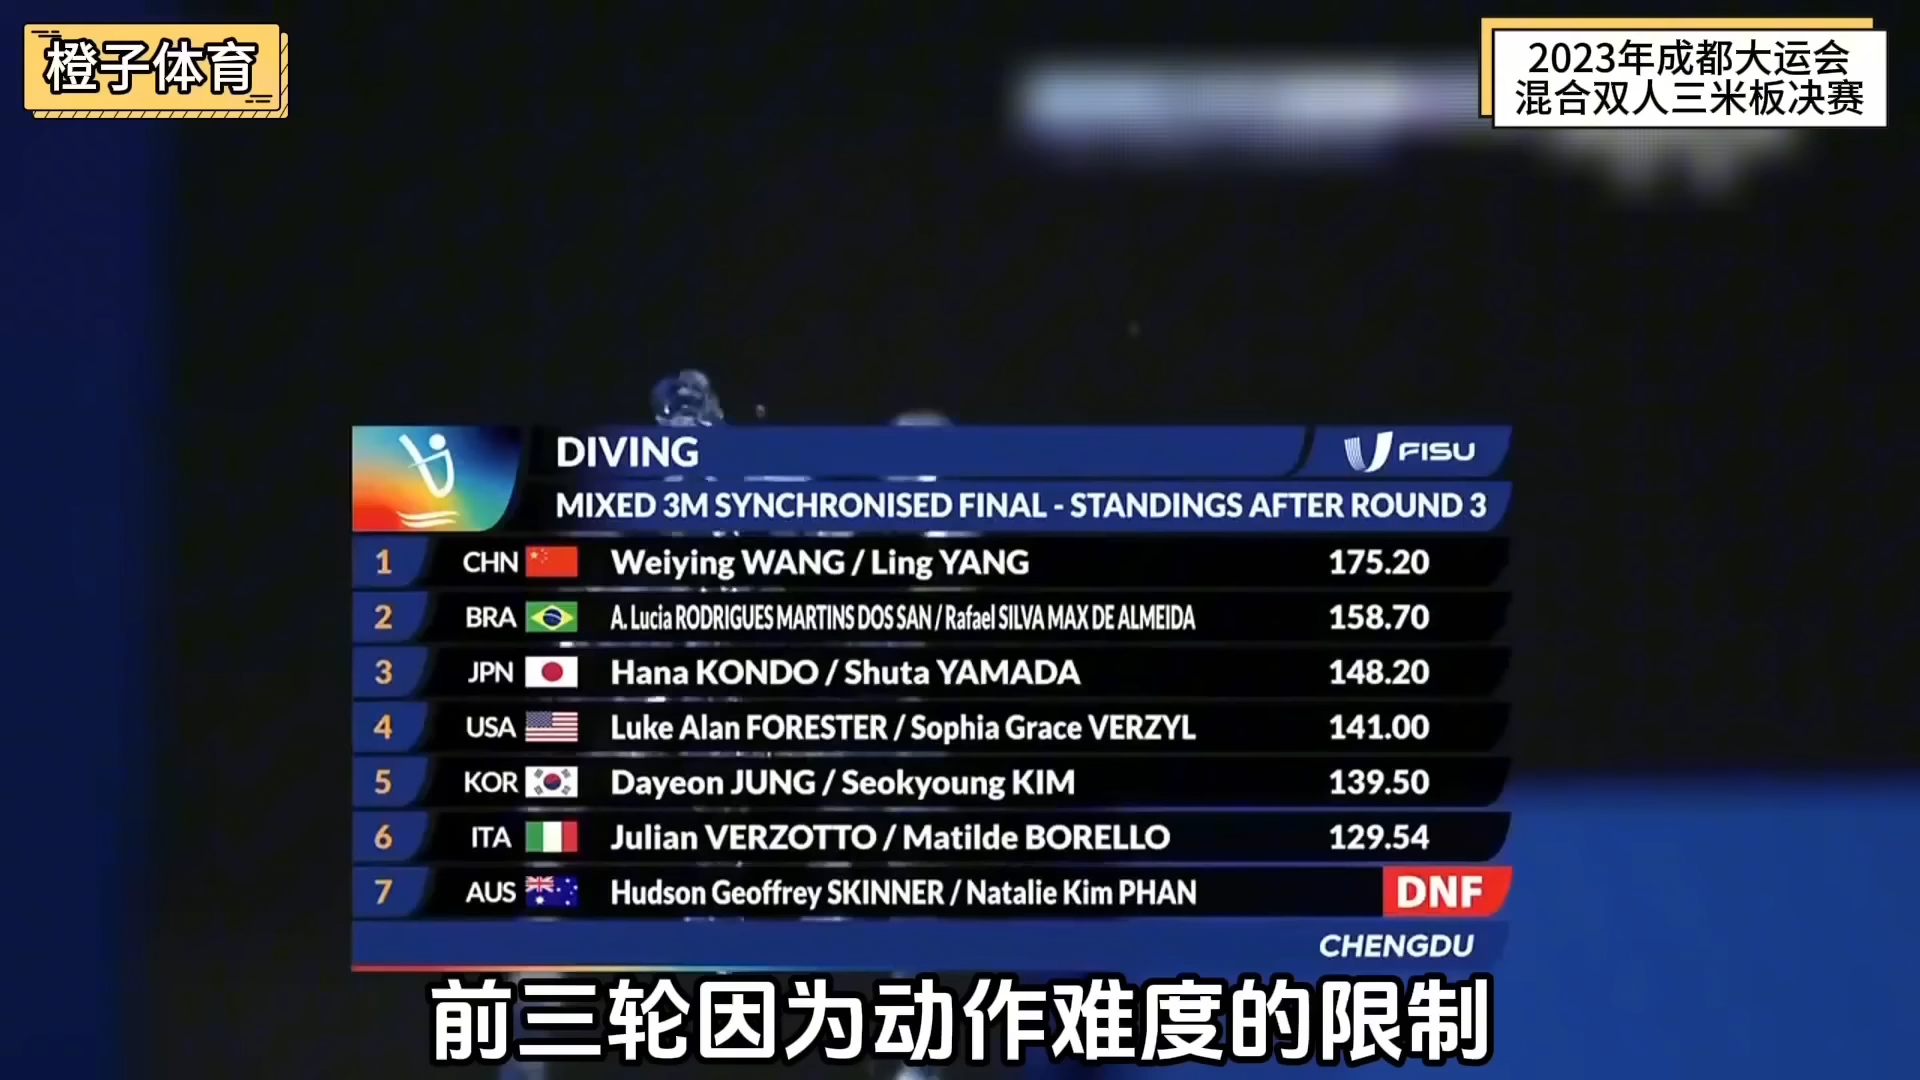 橙子体育
2023年成都大运会
混合双人三米板决赛
DIVING
FISU
MIXED 3M SYNCHRONISED FINAL - STANDINGS AFTER ROUND 3
1 CHN Weiying WANG / Ling YANG 175.20
2 BRA A. Lucia RODRIGUES MARTINS DOS SAN / Rafael SILVA MAX DE ALMEIDA 158.70
3 JPN Hana KONDO / Shuta YAMADA 148.20
4 USA Luke Alan FORESTER / Sophia Grace VERZYL 141.00
5 KOR Dayeon JUNG / Seokyoung KIM 139.50
6 ITA Julian VERZOTTO / Matilde BORELLO 129.54
7 AUS Hudson Geoffrey SKINNER / Natalie Kim PHAN DNF
CHENGDU
前三轮因为动作难度的限制